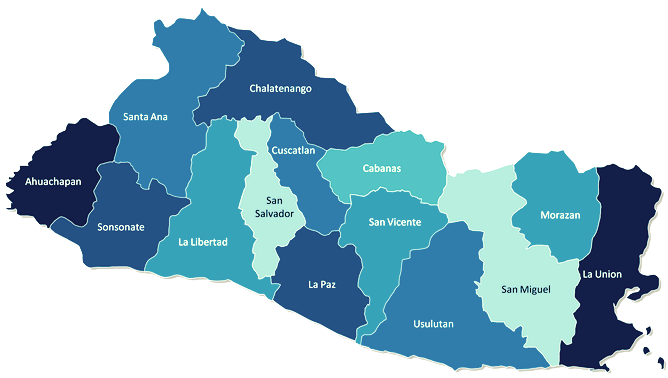 Chalatenango
Santa Ana
Cuscatlan
Cabanas
Ahuachapan
San
Salvador
Morazan
San Vicente
Sonsonate
La Libertad
La Union
La Paz
San Miguel
Usulutan